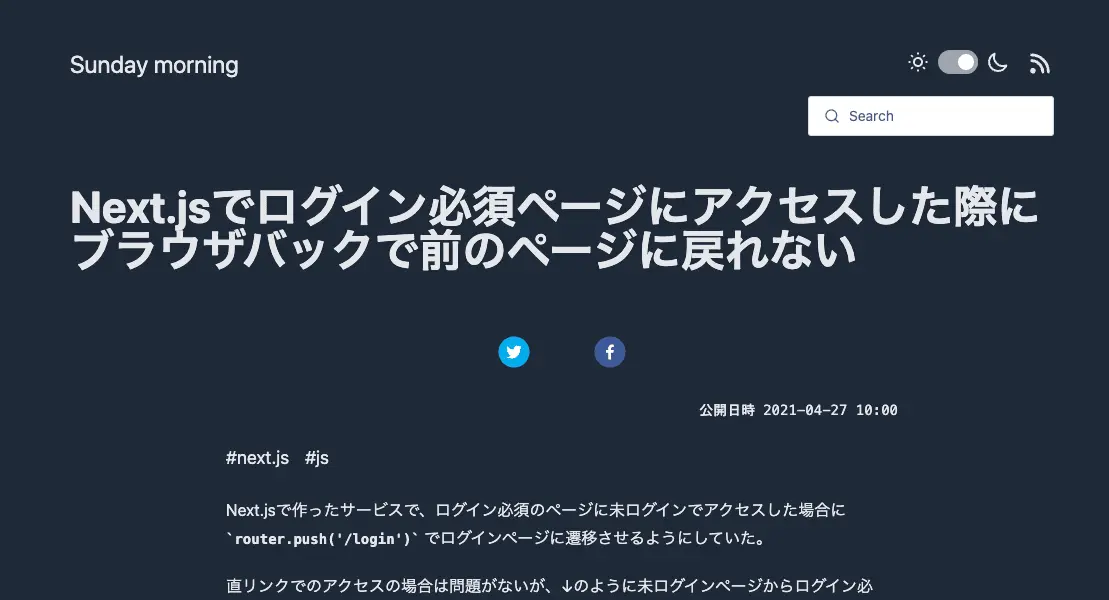 Sunday morning
Search
Next.jsでログイン必須ページにアクセスした際に
ブラウザバックで前のページに戻れない
公開日時 2021-04-27 10:00
#next.js #js
Next.jsで作ったサービスで、ログイン必須のページに未ログインでアクセスした場合に
`router.push('/login')` でログインページに遷移させるようにしていた。
直リンクでのアクセスの場合は問題がないが、↓のように未ログインページからログイン必